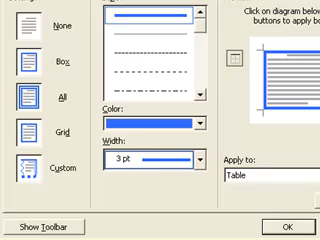 Click on diagram below
buttons to apply bo
None
Box
All
Grid
Custom
Color:
Width:
3 pt
Apply to:
Table
Show Toolbar
OK